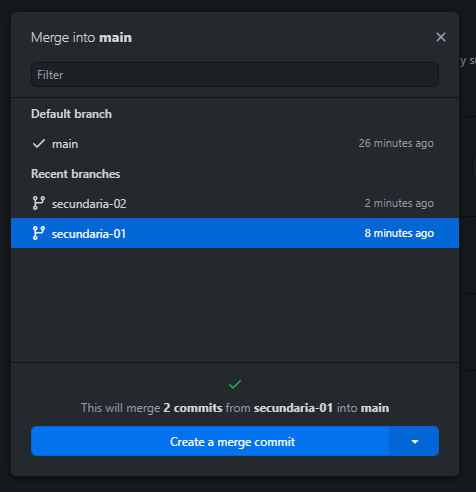 Merge into main
Filter
Default branch
main 26 minutes ago
Recent branches
secundaria-02 2 minutes ago
secundaria-01 8 minutes ago
This will merge 2 commits from secundaria-01 into main
Create a merge commit